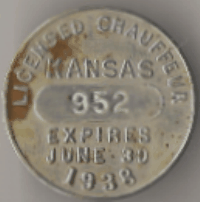 LICENSED CHAUFFEUR
KANSAS
952
EXPIRES
JUNE-30
1938